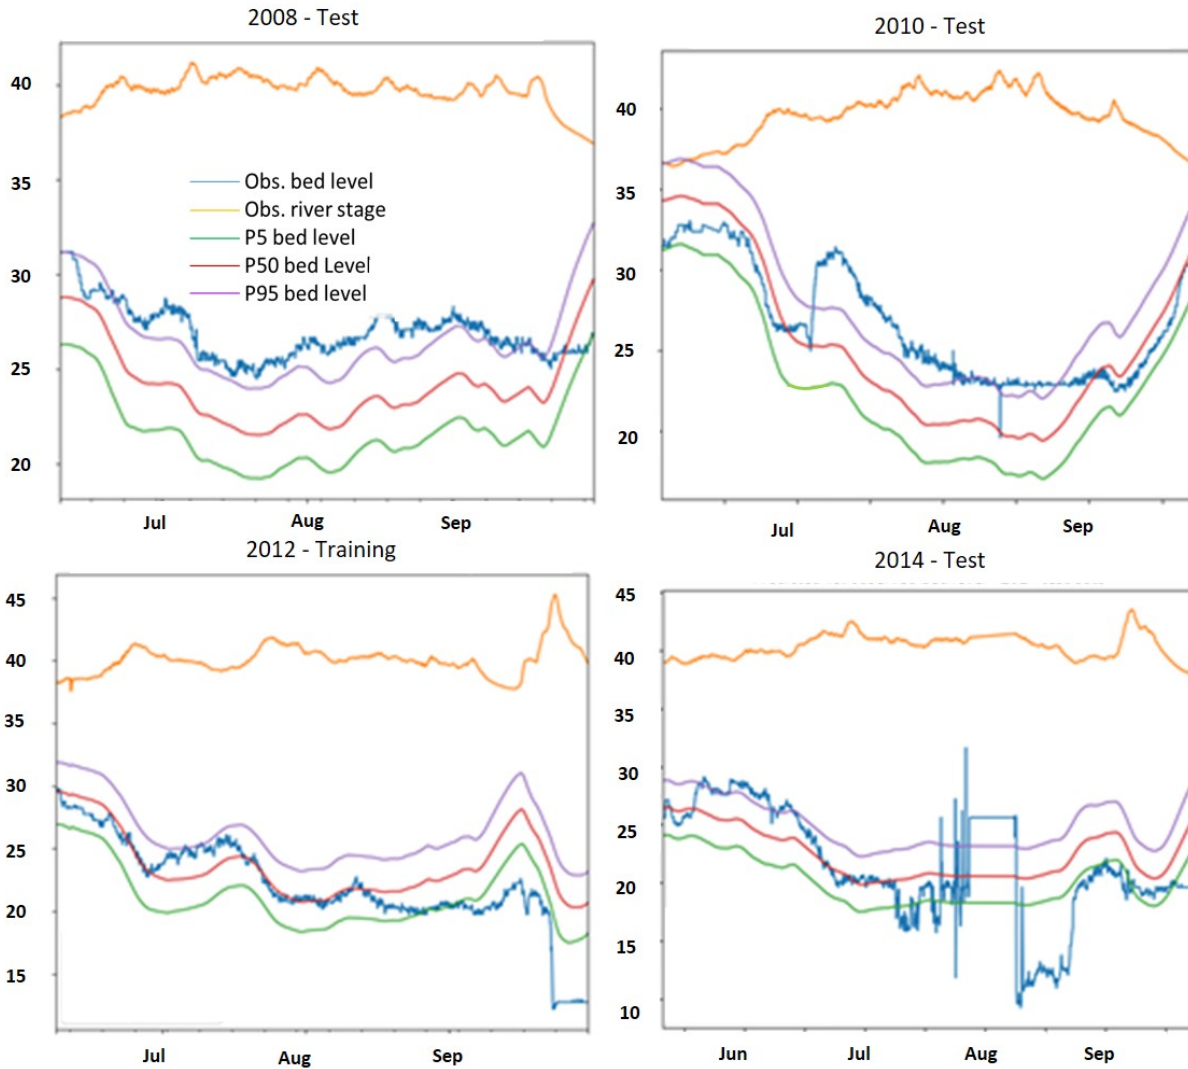 2008 - Test
40
35
30
25
20
Obs. bed level
Obs. river stage
P5 bed level
P50 bed Level
P95 bed level
Jul Aug Sep
2010 - Test
40
35
30
25
20
Jul Aug Sep
2012 - Training
45
40
35
30
25
20
15
Jul Aug Sep
2014 - Test
45
40
35
30
25
20
15
10
Jun Jul Aug Sep